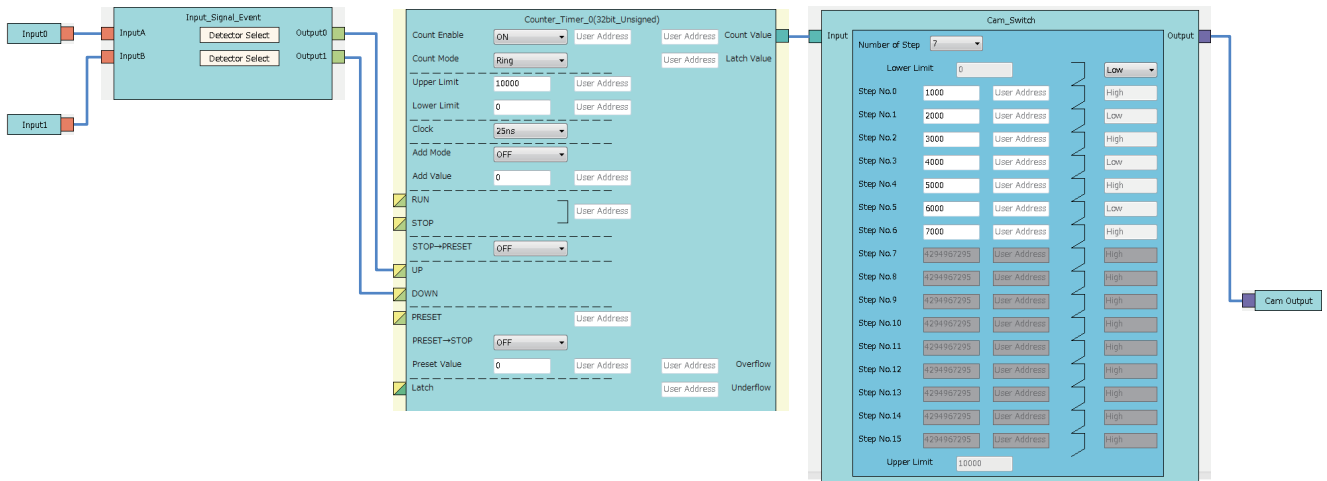 Input0
Input1
Input_Signal_Event
InputA Detector Select Output0
InputB Detector Select Output1
Counter_Timer_0(32bit_Unsigned)
Count Enable ON User Address User Address Count Value
Count Mode Ring User Address Latch Value
Upper Limit 10000 User Address
Lower Limit 0 User Address
Clock 25ns
Add Mode OFF
Add Value 0 User Address
RUN
User Address
STOP
STOP→PRESET OFF
UP
DOWN
PRESET User Address
PRESET→STOP OFF
Preset Value 0 User Address User Address Overflow
Latch User Address Underflow
Cam_Switch
Input
Output
Number of Step 7
Lower Limit 0 Low
Step No.0 1000 User Address High
Step No.1 2000 User Address Low
Step No.2 3000 User Address High
Step No.3 4000 User Address Low
Step No.4 5000 User Address High
Step No.5 6000 User Address Low
Step No.6 7000 User Address High
Step No.7 4294967295 User Address High
Step No.8 4294967295 User Address High
Step No.9 4294967295 User Address High
Step No.10 4294967295 User Address High
Step No.11 4294967295 User Address High
Step No.12 4294967295 User Address High
Step No.13 4294967295 User Address High
Step No.14 4294967295 User Address High
Step No.15 4294967295 User Address High
Upper Limit 10000
Cam Output